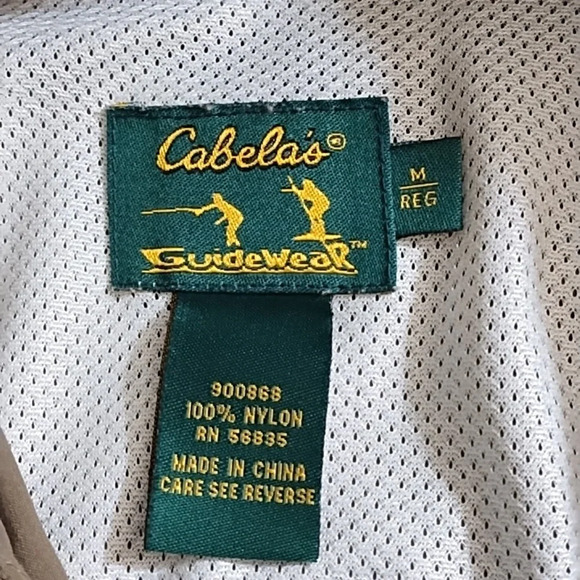 Cabela's®
GuideWear™
M
REG
900868
100% NYLON
RN 56835
MADE IN CHINA
CARE SEE REVERSE